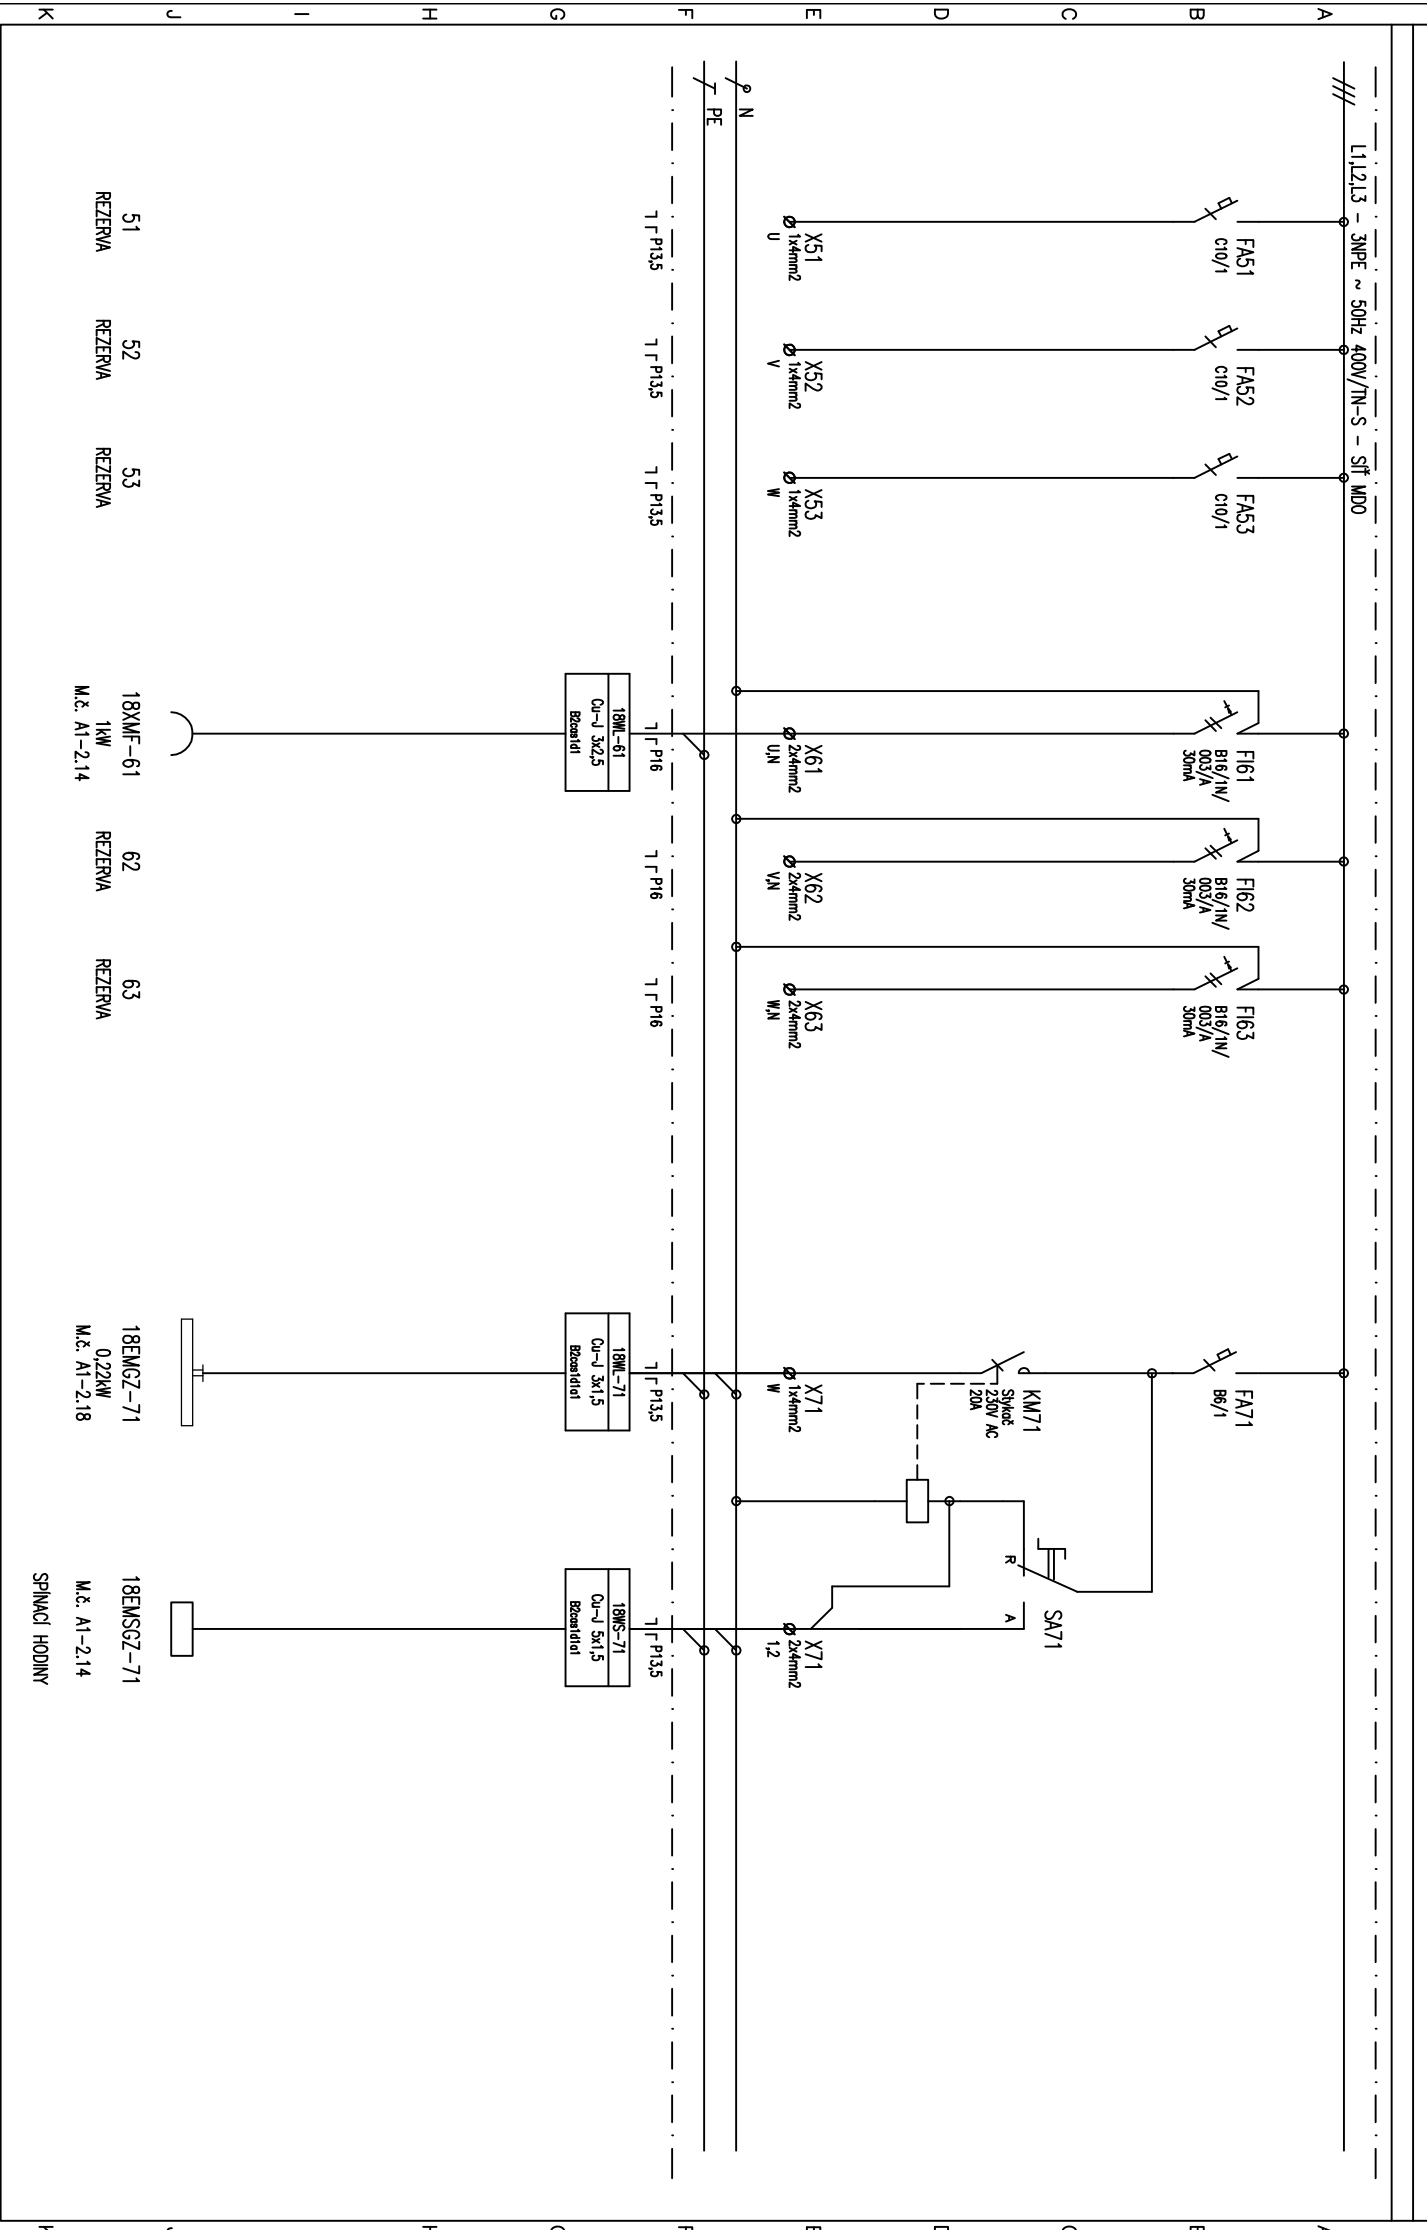 A
B
C
D
E
F
G
H
I
J
K
L1,L2,L3 - 3NPE ~ 50Hz 400V/TN-S - SÍŤ MDO
N
PE
FA51
C10/1
X51
1x4mm2
U
P13,5
51
REZERVA
FA52
C10/1
X52
1x4mm2
V
P13,5
52
REZERVA
FA53
C10/1
X53
1x4mm2
W
P13,5
53
REZERVA
FI61
B16/1N/
003/A
30mA
X61
2x4mm2
U,N
P16
18WL-61
Cu-J 3x2,5
B2cas1d1
18XMF-61
1kW
M.č. A1-2.14
FI62
B16/1N/
003/A
30mA
X62
2x4mm2
V,N
P16
62
REZERVA
FI63
B16/1N/
003/A
30mA
X63
2x4mm2
W,N
P16
63
REZERVA
FA71
B6/1
KM71
Stykač
230V AC
20A
X71
1x4mm2
W
P13,5
18WL-71
Cu-J 3x1,5
B2cas1d1a1
18EMGZ-71
0,22kW
M.č. A1-2.18
SA71
R
A
X71
2x4mm2
1,2
P13,5
18WS-71
Cu-J 5x1,5
B2cas1d1a1
18EMSGZ-71
M.č. A1-2.14
SPÍNACÍ HODINY